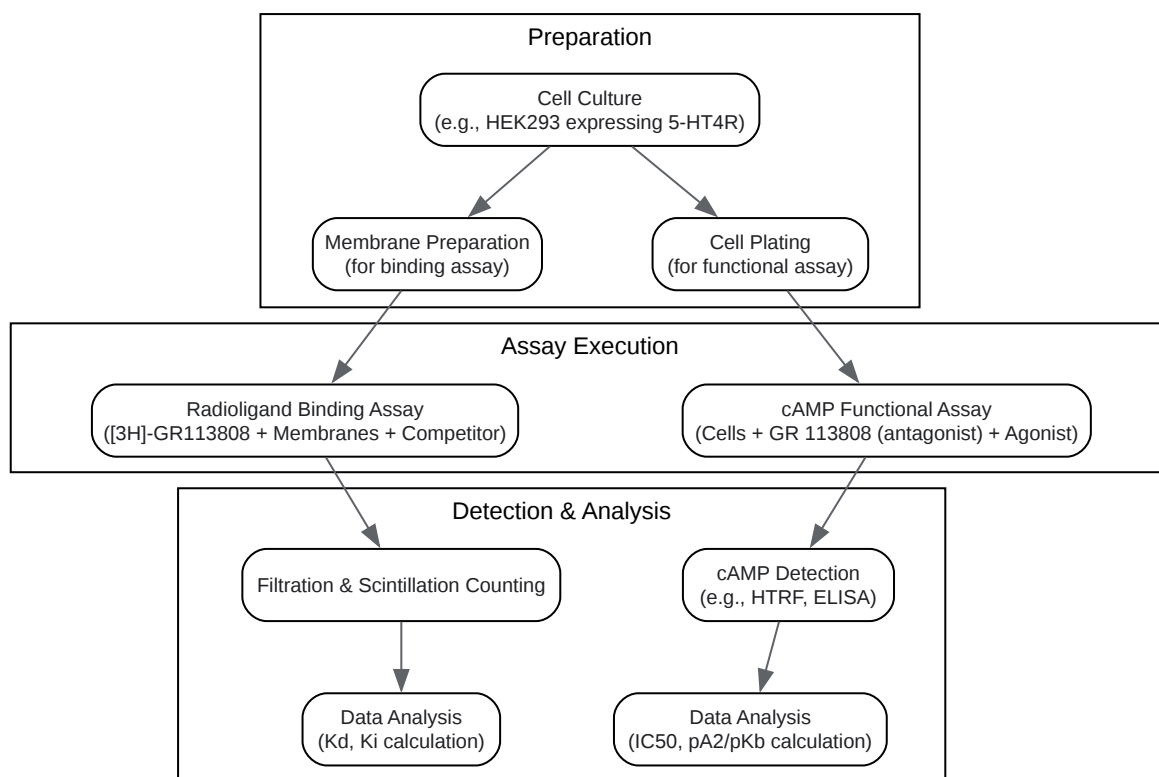 Preparation
Cell Culture
(e.g., HEK293 expressing 5-HT4R)
Membrane Preparation
(for binding assay)
Cell Plating
(for functional assay)
Assay Execution
Radioligand Binding Assay
([3H]-GR113808 + Membranes + Competitor)
cAMP Functional Assay
(Cells + GR 113808 (antagonist) + Agonist)
Detection & Analysis
Filtration & Scintillation Counting
cAMP Detection
(e.g., HTRF, ELISA)
Data Analysis
(Kd, Ki calculation)
Data Analysis
(IC50, pA2/pKb calculation)